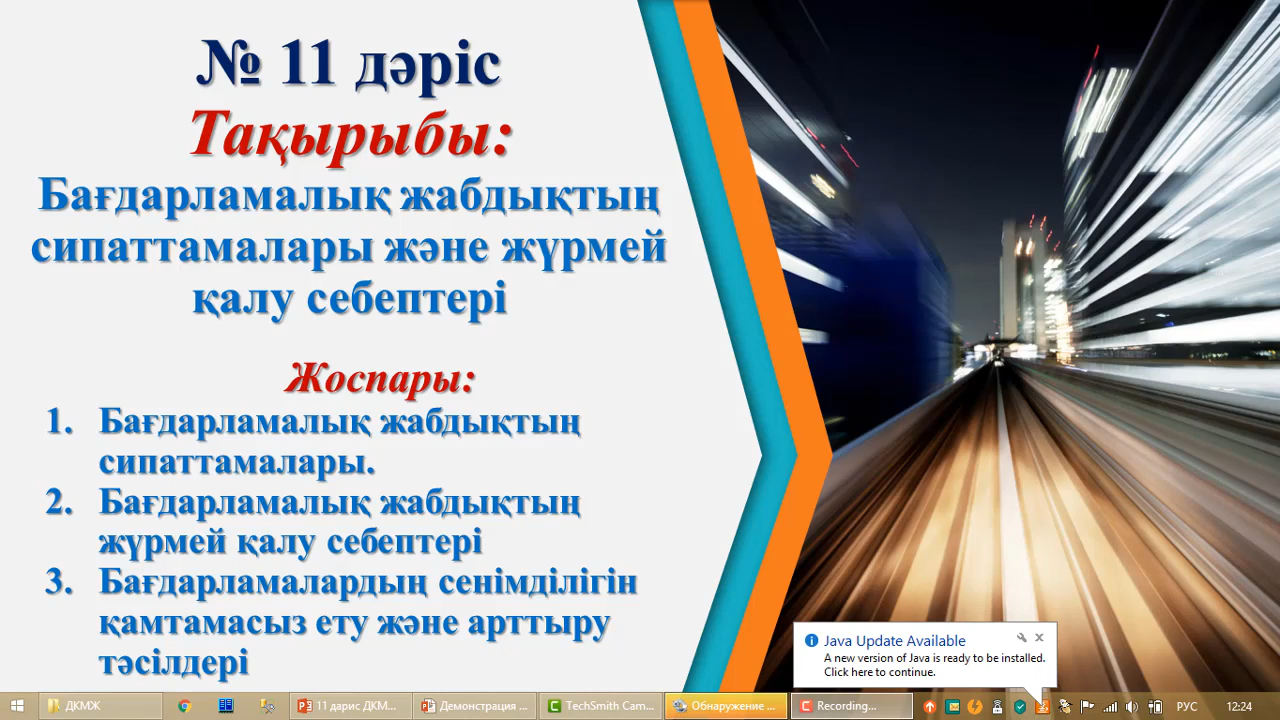 № 11 дәріс
Тақырыбы:
Бағдарламалық жабдықтың
сипаттамалары және жүрмей
қалу себептері
Жоспары:
1. Бағдарламалық жабдықтың
сипаттамалары.
2. Бағдарламалық жабдықтың
жүрмей қалу себептері
3. Бағдарламалардың сенімділігін
қамтамасыз ету және арттыру
тәсілдері
Java Update Available
A new version of Java is ready to be installed.
Click here to continue.
ДКМЖ
11 дарис ДКМ...
Демонстрация ...
TechSmith Cam...
Обнаружение ...
Recording...
РУС
12:24